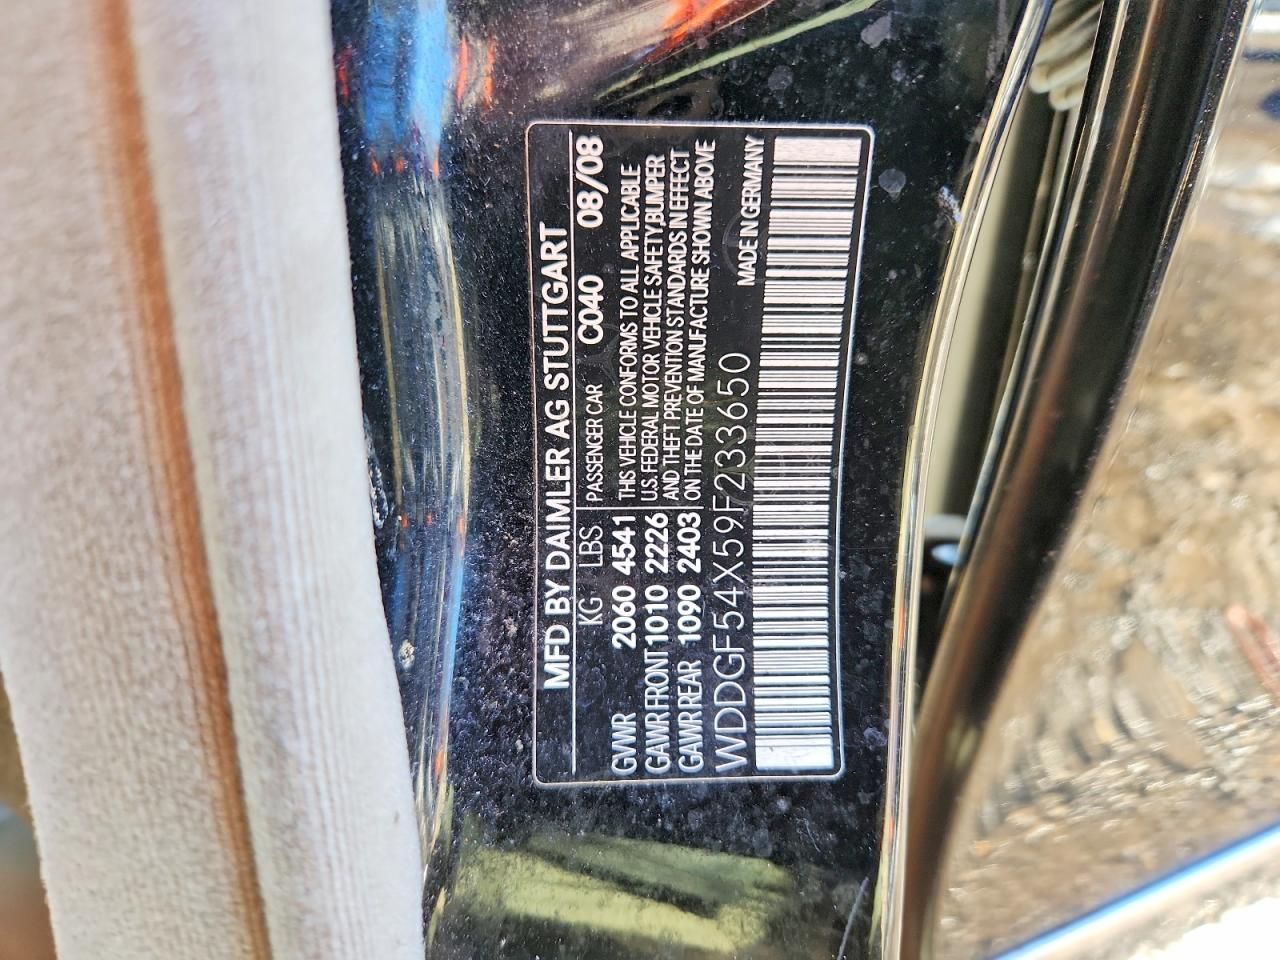 MFD BY DAIMLER AG STUTTGART
KG LBS PASSENGER CAR C040 08/08
GVWR 2060 4541 THIS VEHICLE CONFORMS TO ALL APPLICABLE
GAWR FRONT 1010 2226 U.S. FEDERAL MOTOR VEHICLE SAFETY,BUMPER
GAWR REAR 1090 2403 AND THEFT PREVENTION STANDARDS IN EFFECT
ON THE DATE OF MANUFACTURE SHOWN ABOVE
WDDGF54X59F233650 MADE IN GERMANY